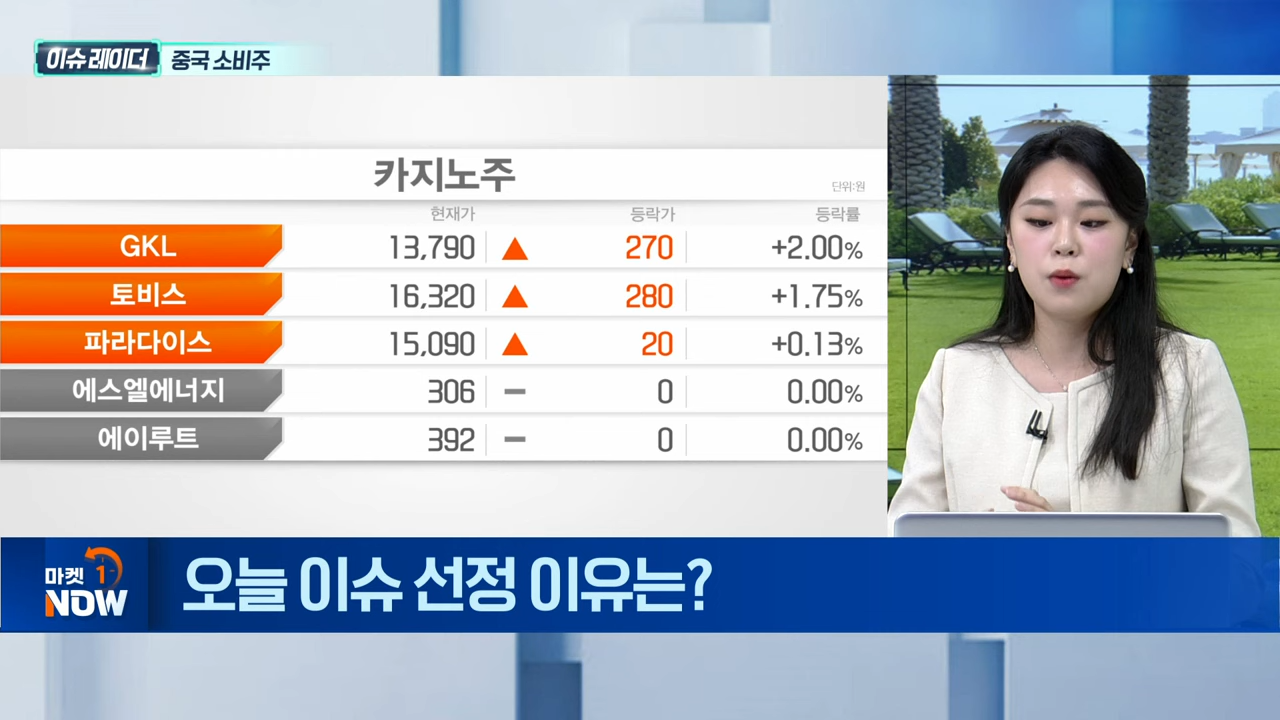 이슈 레이더 중국 소비주
카지노주
단위:원
현재가 등락가 등락률
GKL 13,790 ▲ 270 +2.00%
토비스 16,320 ▲ 280 +1.75%
파라다이스 15,090 ▲ 20 +0.13%
에스엘에너지 306 - 0 0.00%
에이루트 392 - 0 0.00%
마켓 1
NOW
오늘 이슈 선정 이유는?